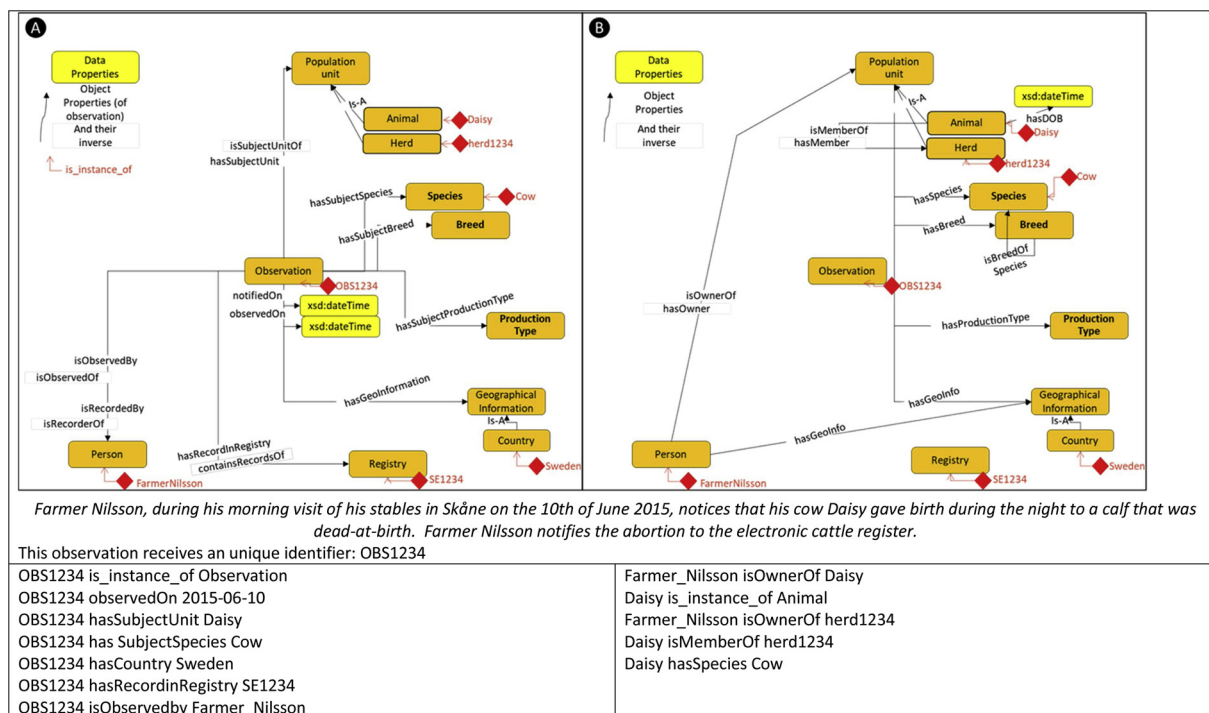 A
Data
Properties
Object
Properties (of
observation)
And their
inverse
is_instance_of
Population
unit
Is-A
Animal
Daisy
Herd
herd1234
isSubjectUnitOf
hasSubjectUnit
hasSubjectSpecies
Species
Cow
hasSubjectBreed
Breed
Observation
OBS1234
notifiedOn
xsd:dateTime
observedOn
xsd:dateTime
hasSubjectProductionType
Production
Type
isObservedBy
isObservedOf
hasGeoInformation
Geographical
Information
isRecordedBy
isRecorderOf
Is-A
Country
Sweden
hasRecordInRegistry
containsRecordsOf
Person
FarmerNilsson
Registry
SE1234
B
Data
Properties
Object
Properties
And their
inverse
Population
unit
Is-A
xsd:dateTime
hasDOB
Animal
Daisy
isMemberOf
hasMember
Herd
herd1234
Cow
hasSpecies
Species
hasBreed
Breed
isBreedOf
Species
Observation
OBS1234
isOwnerOf
hasOwner
hasProductionType
Production
Type
hasGeoInfo
Geographical
Information
hasGeoInfo
Is-A
Country
Sweden
Person
FarmerNilsson
Registry
SE1234
Farmer Nilsson, during his morning visit of his stables in Skåne on the 10th of June 2015, notices that his cow Daisy gave birth during the night to a calf that was
dead-at-birth. Farmer Nilsson notifies the abortion to the electronic cattle register.
This observation receives an unique identifier: OBS1234
OBS1234 is_instance_of Observation
OBS1234 observedOn 2015-06-10
OBS1234 hasSubjectUnit Daisy
OBS1234 has SubjectSpecies Cow
OBS1234 hasCountry Sweden
OBS1234 hasRecordinRegistry SE1234
OBS1234 isObservedby Farmer_Nilsson
Farmer_Nilsson isOwnerOf Daisy
Daisy is_instance_of Animal
Farmer_Nilsson isOwnerOf herd1234
Daisy isMemberOf herd1234
Daisy hasSpecies Cow